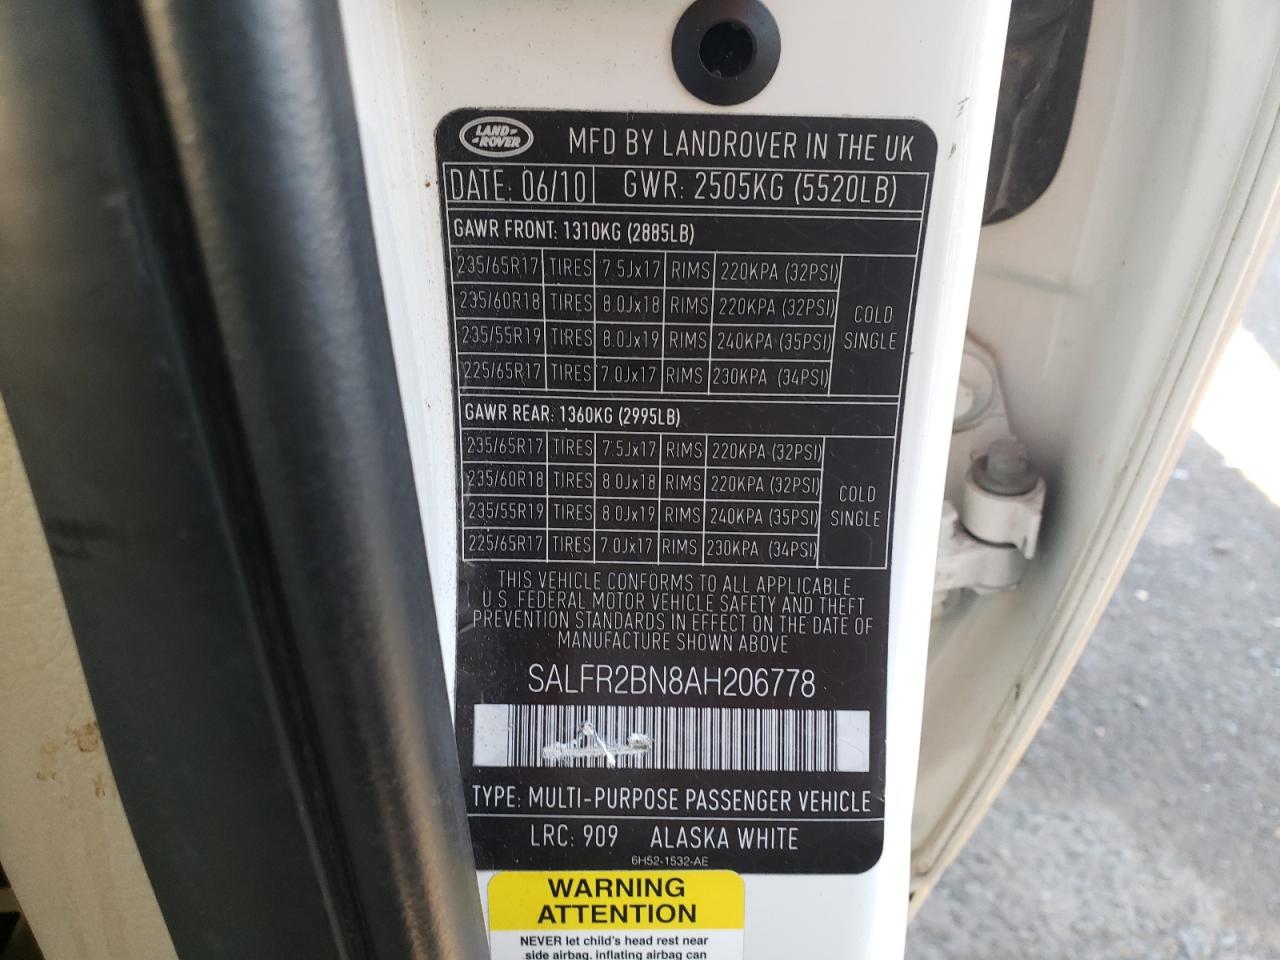 LAND-
-ROVER
MFD BY LANDROVER IN THE UK
DATE: 06/10 GWR: 2505KG (5520LB)
GAWR FRONT: 1310KG (2885LB)
235/65R17 TIRES 7.5Jx17 RIMS 220KPA (32PSI)
235/60R18 TIRES 8.0Jx18 RIMS 220KPA (32PSI)
COLD
235/55R19 TIRES 8.0Jx19 RIMS 240KPA (35PSI)
SINGLE
225/65R17 TIRES 7.0Jx17 RIMS 230KPA (34PSI)
GAWR REAR: 1360KG (2995LB)
235/65R17 TIRES 7.5Jx17 RIMS 220KPA (32PSI)
235/60R18 TIRES 8.0Jx18 RIMS 220KPA (32PSI)
COLD
235/55R19 TIRES 8.0Jx19 RIMS 240KPA (35PSI)
SINGLE
225/65R17 TIRES 7.0Jx17 RIMS 230KPA (34PSI)
THIS VEHICLE CONFORMS TO ALL APPLICABLE
U.S. FEDERAL MOTOR VEHICLE SAFETY AND THEFT
PREVENTION STANDARDS IN EFFECT ON THE DATE OF
MANUFACTURE SHOWN ABOVE
SALFR2BN8AH206778
TYPE: MULTI-PURPOSE PASSENGER VEHICLE
LRC: 909 ALASKA WHITE
6H52-1532-AE
WARNING
ATTENTION
NEVER let child's head rest near
side airbag, inflating airbag can